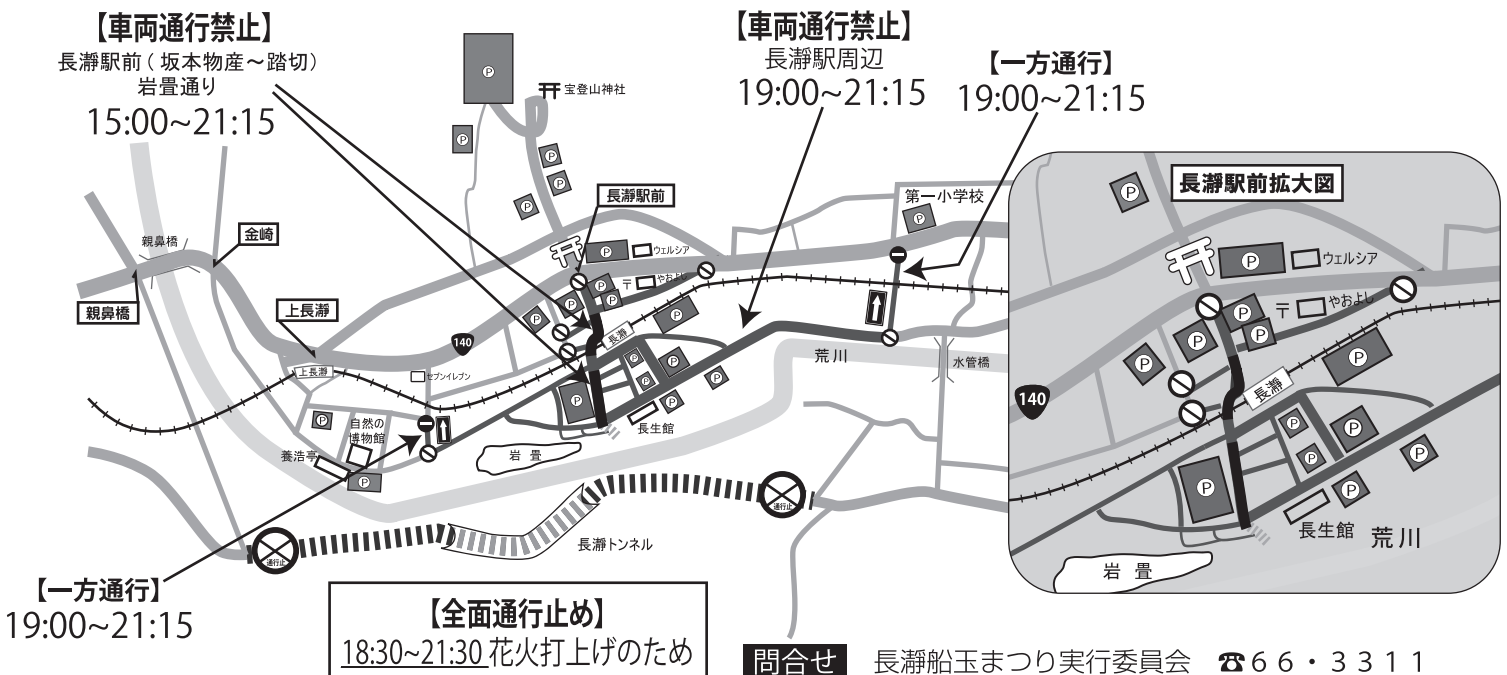 【車両通行禁止】
長瀞駅前（坂本物産～踏切）
岩畳通り
15:00~21:15
【車両通行禁止】
長瀞駅周辺
19:00~21:15
【一方通行】
19:00~21:15
P
宝登山神社
P
P
P
P
長瀞駅前
第一小学校
P
親鼻橋
金崎
親鼻橋
上長瀞
140
上長瀞
セブンイレブン
P
ウェルシア
〒
やおよし
P
P
P
P
長瀞
P
P
P
P
P
P
P
長生館
荒川
水管橋
P
自然の
博物館
養浩亭
P
岩畳
通行止
通行止
長瀞トンネル
【一方通行】
19:00~21:15
【全面通行止め】
18:30~21:30 花火打上げのため
問合せ 長瀞船玉まつり実行委員会 ☎66・3311
長瀞駅前拡大図
P
P
ウェルシア
〒
やおよし
P
P
P
P
P
140
長瀞
P
P
P
P
P
P
長生館
荒川
岩畳